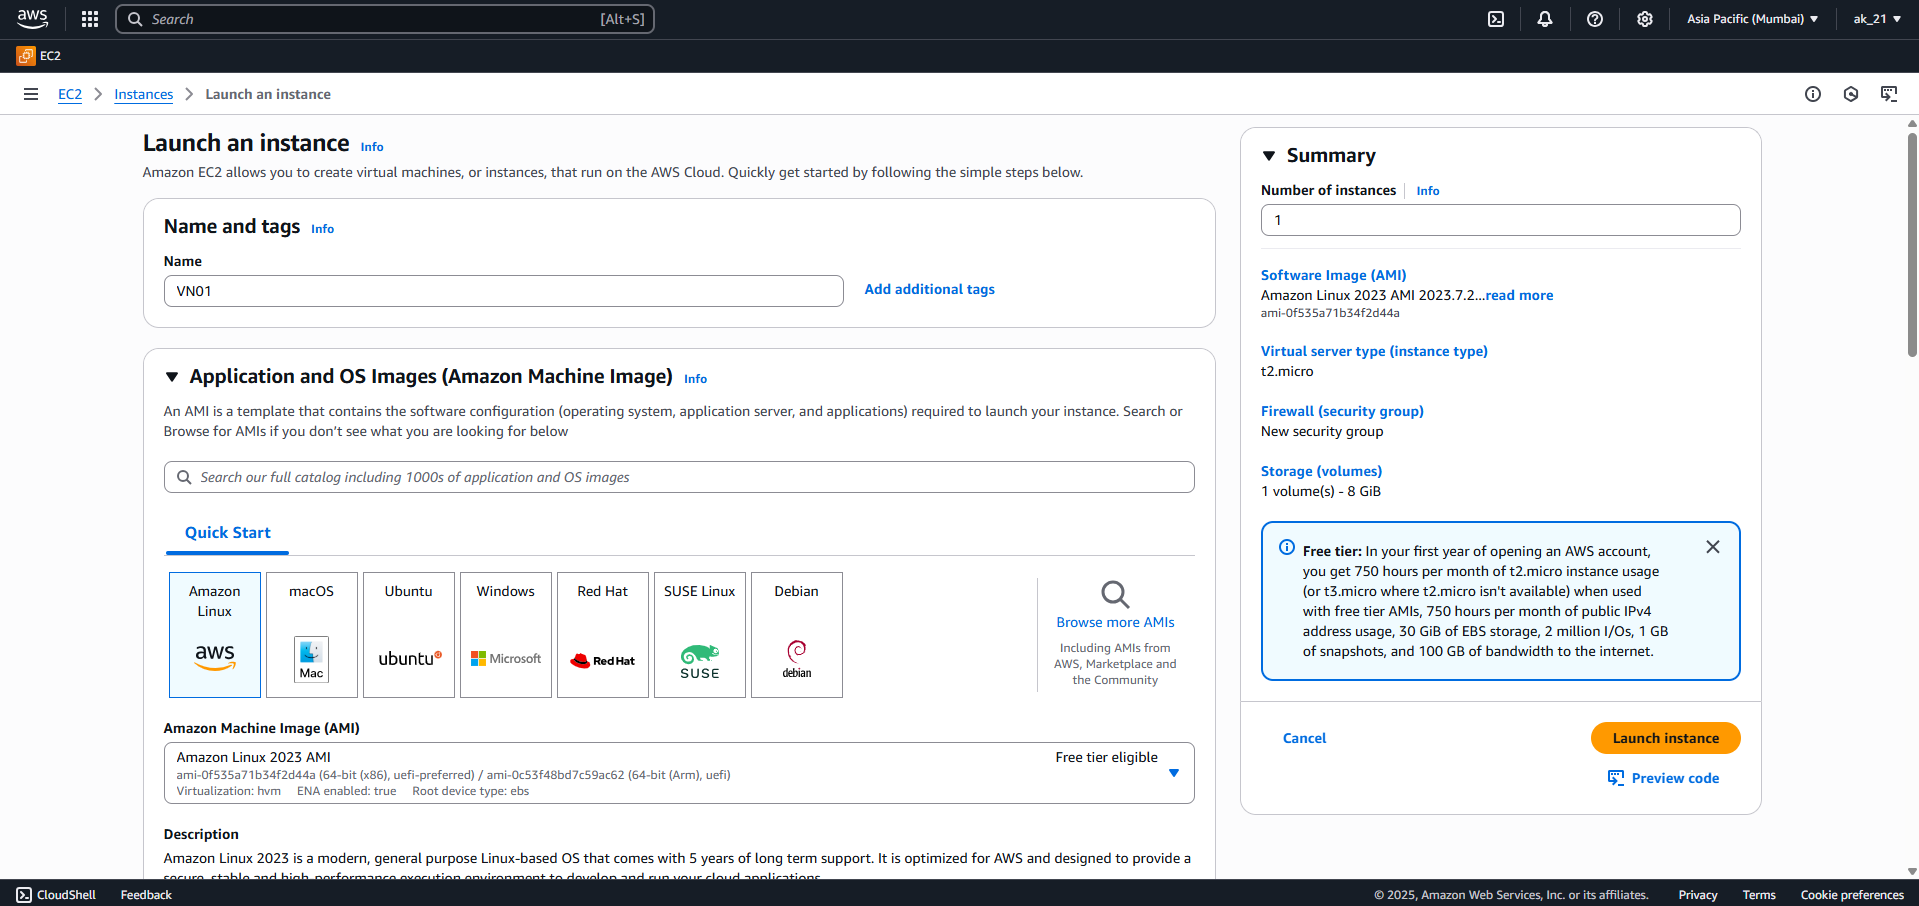 aws
Search [Alt+S]
Asia Pacific (Mumbai)
ak_21
EC2
EC2 Instances Launch an instance
Launch an instance Info
Amazon EC2 allows you to create virtual machines, or instances, that run on the AWS Cloud. Quickly get started by following the simple steps below.
Name and tags Info
Name
VN01
Add additional tags
Application and OS Images (Amazon Machine Image) Info
An AMI is a template that contains the software configuration (operating system, application server, and applications) required to launch your instance. Search or
Browse for AMIs if you don't see what you are looking for below
Search our full catalog including 1000s of application and OS images
Quick Start
Amazon
Linux
aws
macOS
Mac
Ubuntu
ubuntu
Windows
Microsoft
Red Hat
Red Hat
SUSE Linux
SUSE
Debian
debian
Browse more AMIs
Including AMIs from
AWS, Marketplace and
the Community
Amazon Machine Image (AMI)
Amazon Linux 2023 AMI
Free tier eligible
ami-0f535a71b34f2d44a (64-bit (x86), uefi-preferred) / ami-0c53f48bd7c59ac62 (64-bit (Arm), uefi)
Virtualization: hvm ENA enabled: true Root device type: ebs
Description
Amazon Linux 2023 is a modern, general purpose Linux-based OS that comes with 5 years of long term support. It is optimized for AWS and designed to provide a
secure, stable and high-performance execution environment to develop and run your cloud applications.
Summary
Number of instances Info
1
Software Image (AMI)
Amazon Linux 2023 AMI 2023.7.2...read more
ami-0f535a71b34f2d44a
Virtual server type (instance type)
t2.micro
Firewall (security group)
New security group
Storage (volumes)
1 volume(s) - 8 GiB
Free tier: In your first year of opening an AWS account,
you get 750 hours per month of t2.micro instance usage
(or t3.micro where t2.micro isn't available) when used
with free tier AMIs, 750 hours per month of public IPv4
address usage, 30 GiB of EBS storage, 2 million I/Os, 1 GB
of snapshots, and 100 GB of bandwidth to the internet.
Cancel
Launch instance
Preview code
CloudShell Feedback
© 2025, Amazon Web Services, Inc. or its affiliates. Privacy Terms Cookie preferences